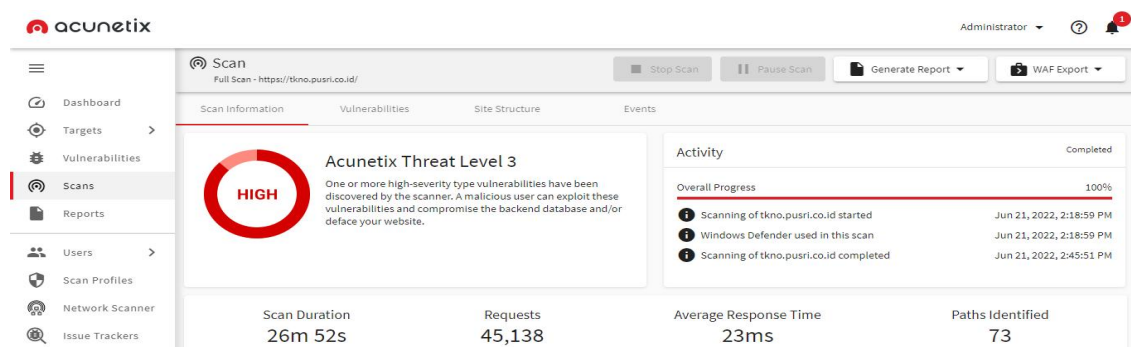 acunetix
Administrator
1
Scan
Full Scan - https://tkno.pusri.co.id/
Stop Scan
Pause Scan
Generate Report
WAF Export
Dashboard
Targets
Vulnerabilities
Scans
Reports
Users
Scan Profiles
Network Scanner
Issue Trackers
Scan Information
Vulnerabilities
Site Structure
Events
HIGH
Acunetix Threat Level 3
One or more high-severity type vulnerabilities have been
discovered by the scanner. A malicious user can exploit these
vulnerabilities and compromise the backend database and/or
deface your website.
Activity
Completed
Overall Progress
100%
Scanning of tkno.pusri.co.id started
Jun 21, 2022, 2:18:59 PM
Windows Defender used in this scan
Jun 21, 2022, 2:18:59 PM
Scanning of tkno.pusri.co.id completed
Jun 21, 2022, 2:45:51 PM
Scan Duration
26m 52s
Requests
45,138
Average Response Time
23ms
Paths Identified
73